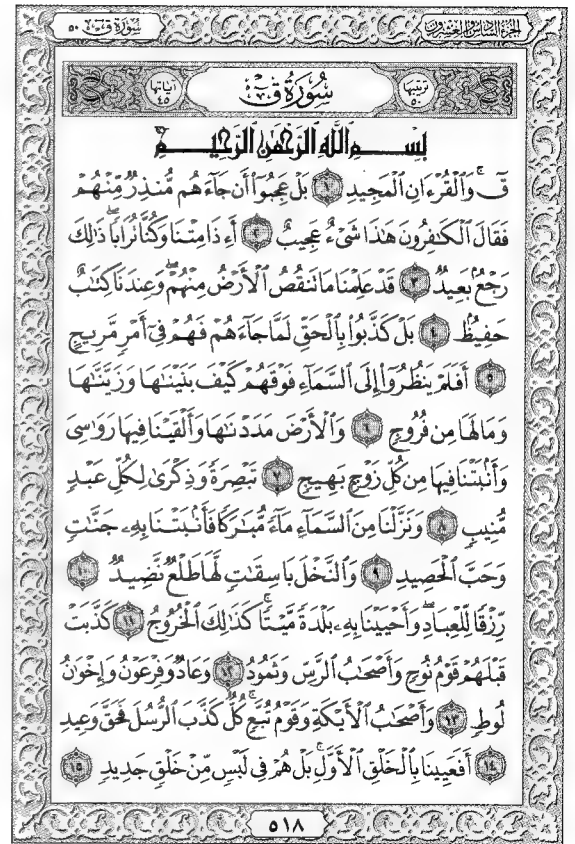 سُورَةُ قٓ ٥٠
الجزء السادس والعشرون
ترتيبها ٥٠
سُورَةُ قٓ
آياتها ٤٥
بِسْمِ ٱللَّهِ ٱلرَّحْمَٰنِ ٱلرَّحِيمِ
قٓۚ وَٱلْقُرْءَانِ ٱلْمَجِيدِ ١ بَلْ عَجِبُوٓا۟ أَن جَآءَهُم مُّنذِرٌ مِّنْهُمْ
فَقَالَ ٱلْكَٰفِرُونَ هَٰذَا شَىْءٌ عَجِيبٌ ٢ أَءِذَا مِتْنَا وَكُنَّا تُرَابًا ۖ ذَٰلِكَ
رَجْعٌۢ بَعِيدٌ ٣ قَدْ عَلِمْنَا مَا تَنقُصُ ٱلْأَرْضُ مِنْهُمْ ۖ وَعِندَنَا كِتَٰبٌ
حَفِيظٌۢ ٤ بَلْ كَذَّبُوا۟ بِٱلْحَقِّ لَمَّا جَآءَهُمْ فَهُمْ فِىٓ أَمْرٍ مَّرِيجٍ
٥ أَفَلَمْ يَنظُرُوٓا۟ إِلَى ٱلسَّمَآءِ فَوْقَهُمْ كَيْفَ بَنَيْنَٰهَا وَزَيَّنَّٰهَا
وَمَا لَهَا مِن فُرُوجٍ ٦ وَٱلْأَرْضَ مَدَدْنَٰهَا وَأَلْقَيْنَا فِيهَا رَوَٰسِىَ
وَأَنۢبَتْنَا فِيهَا مِن كُلِّ زَوْجٍۭ بَهِيجٍ ٧ تَبْصِرَةً وَذِكْرَىٰ لِكُلِّ عَبْدٍ
مُّنِيبٍ ٨ وَنَزَّلْنَا مِنَ ٱلسَّمَآءِ مَآءً مُّبَٰرَكًا فَأَنۢبَتْنَا بِهِۦ جَنَّٰتٍ
وَحَبَّ ٱلْحَصِيدِ ٩ وَٱلنَّخْلَ بَاسِقَٰتٍ لَّهَا طَلْعٌ نَّضِيدٌ ١٠
رِّزْقًا لِّلْعِبَادِ ۖ وَأَحْيَيْنَا بِهِۦ بَلْدَةً مَّيْتًا ۚ كَذَٰلِكَ ٱلْخُرُوجُ ١١ كَذَّبَتْ
قَبْلَهُمْ قَوْمُ نُوحٍ وَأَصْحَٰبُ ٱلرَّسِّ وَثَمُودُ ١٢ وَعَادٌ وَفِرْعَوْنُ وَإِخْوَٰنُ
لُوطٍ ١٣ وَأَصْحَٰبُ ٱلْأَيْكَةِ وَقَوْمُ تُبَّعٍ ۚ كُلٌّ كَذَّبَ ٱلرُّسُلَ فَحَقَّ وَعِيدِ
١٤ أَفَعَيِينَا بِٱلْخَلْقِ ٱلْأَوَّلِ ۚ بَلْ هُمْ فِى لَبْسٍ مِّنْ خَلْقٍ جَدِيدٍ ١٥
٥١٨